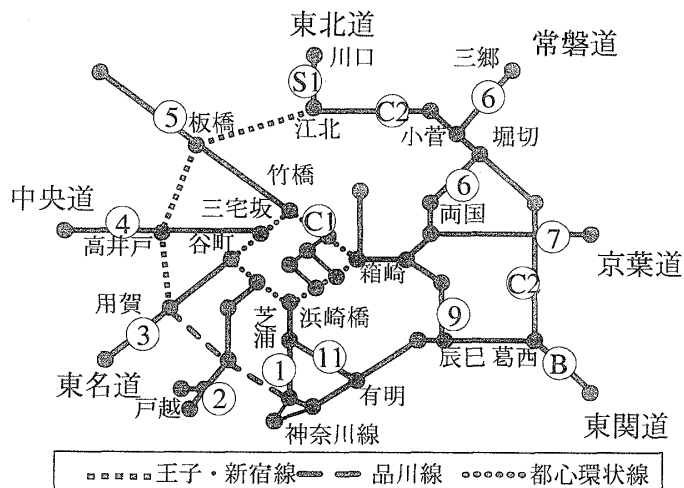 東北道
川口
常磐道
三郷
S1
6
C2
5
板橋
江北
小菅
堀切
竹橋
6
中央道
三宅坂
C1
両国
4
7
高井戸
谷町
箱崎
京葉道
C2
用賀
芝浦
浜崎橋
9
3
11
辰巳
葛西
1
B
東名道
2
有明
戸越
東関道
神奈川線
王子・新宿線
品川線
都心環状線